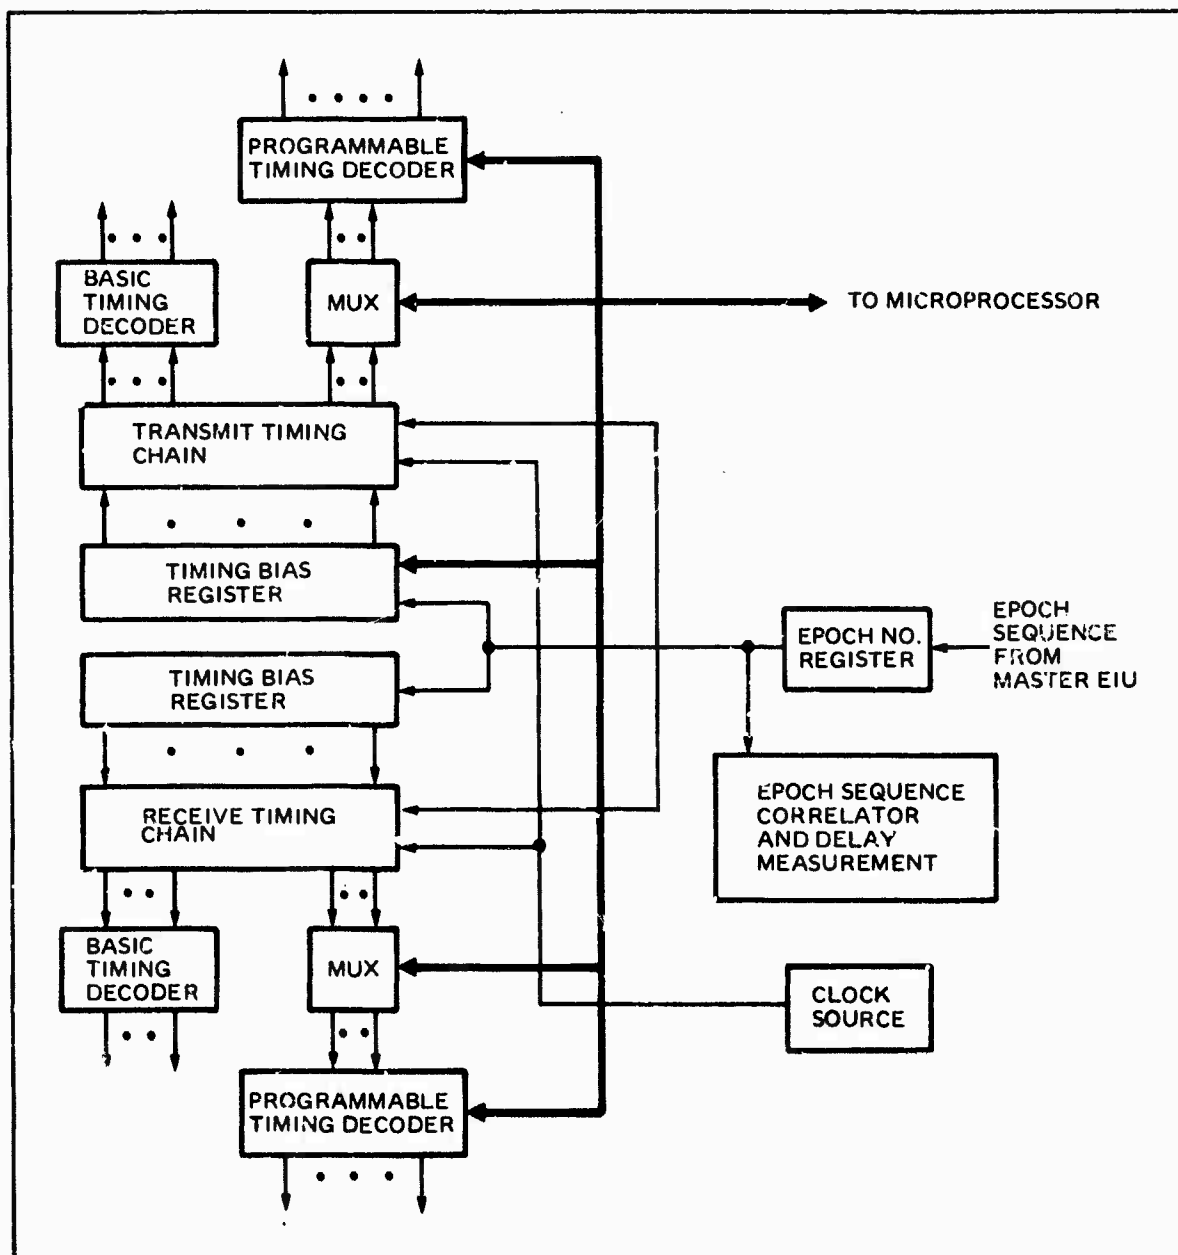 PROGRAMMABLE
TIMING DECODER
BASIC
TIMING
DECODER
MUX
TO MICROPROCESSOR
TRANSMIT TIMING
CHAIN
TIMING BIAS
REGISTER
EPOCH NO.
REGISTER
EPOCH
SEQUENCE
FROM
MASTER EIU
TIMING BIAS
REGISTER
RECEIVE TIMING
CHAIN
EPOCH SEQUENCE
CORRELATOR
AND DELAY
MEASUREMENT
BASIC
TIMING
DECODER
MUX
CLOCK
SOURCE
PROGRAMMABLE
TIMING DECODER